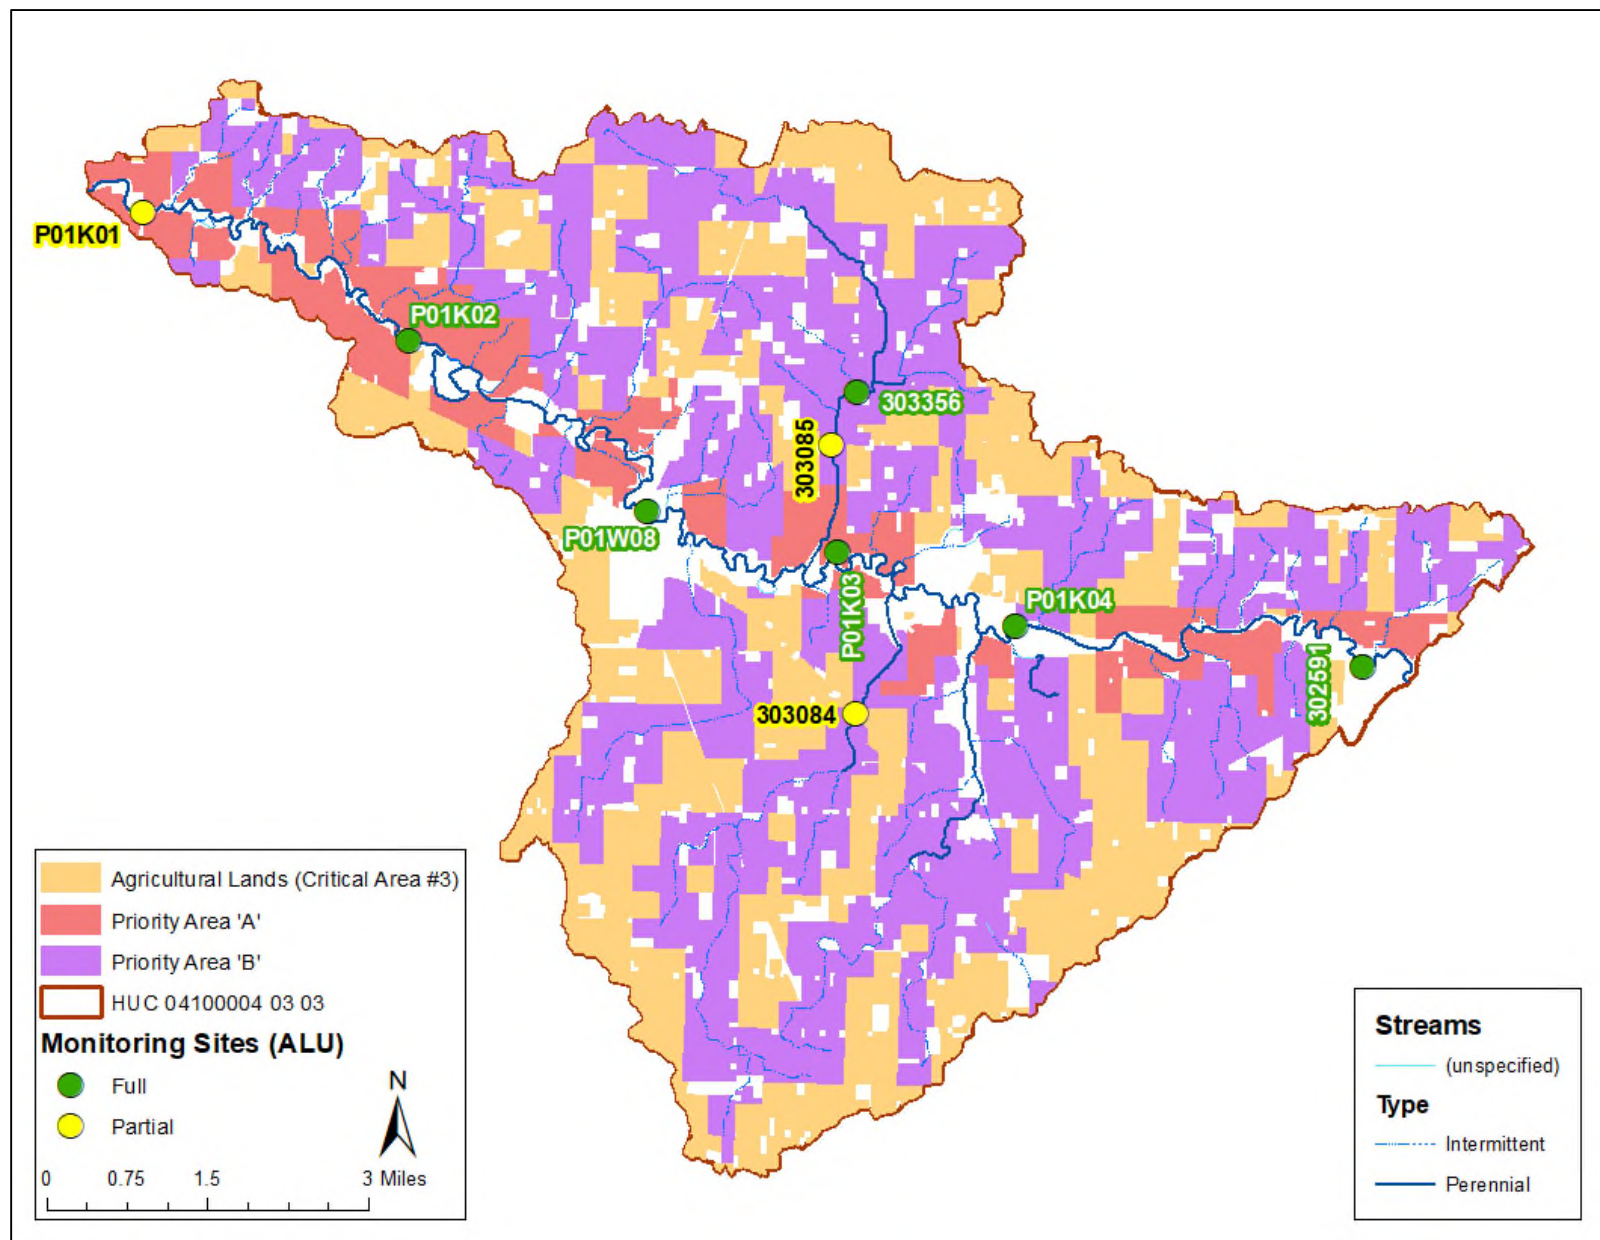 P01K01
P01K02
303356
303085
P01W08
P01K03
P01K04
302591
303084
Agricultural Lands (Critical Area #3)
Priority Area 'A'
Priority Area 'B'
HUC 04100004 03 03
Monitoring Sites (ALU)
Full
Partial
N
0 0.75 1.5 3 Miles
Streams
(unspecified)
Type
Intermittent
Perennial